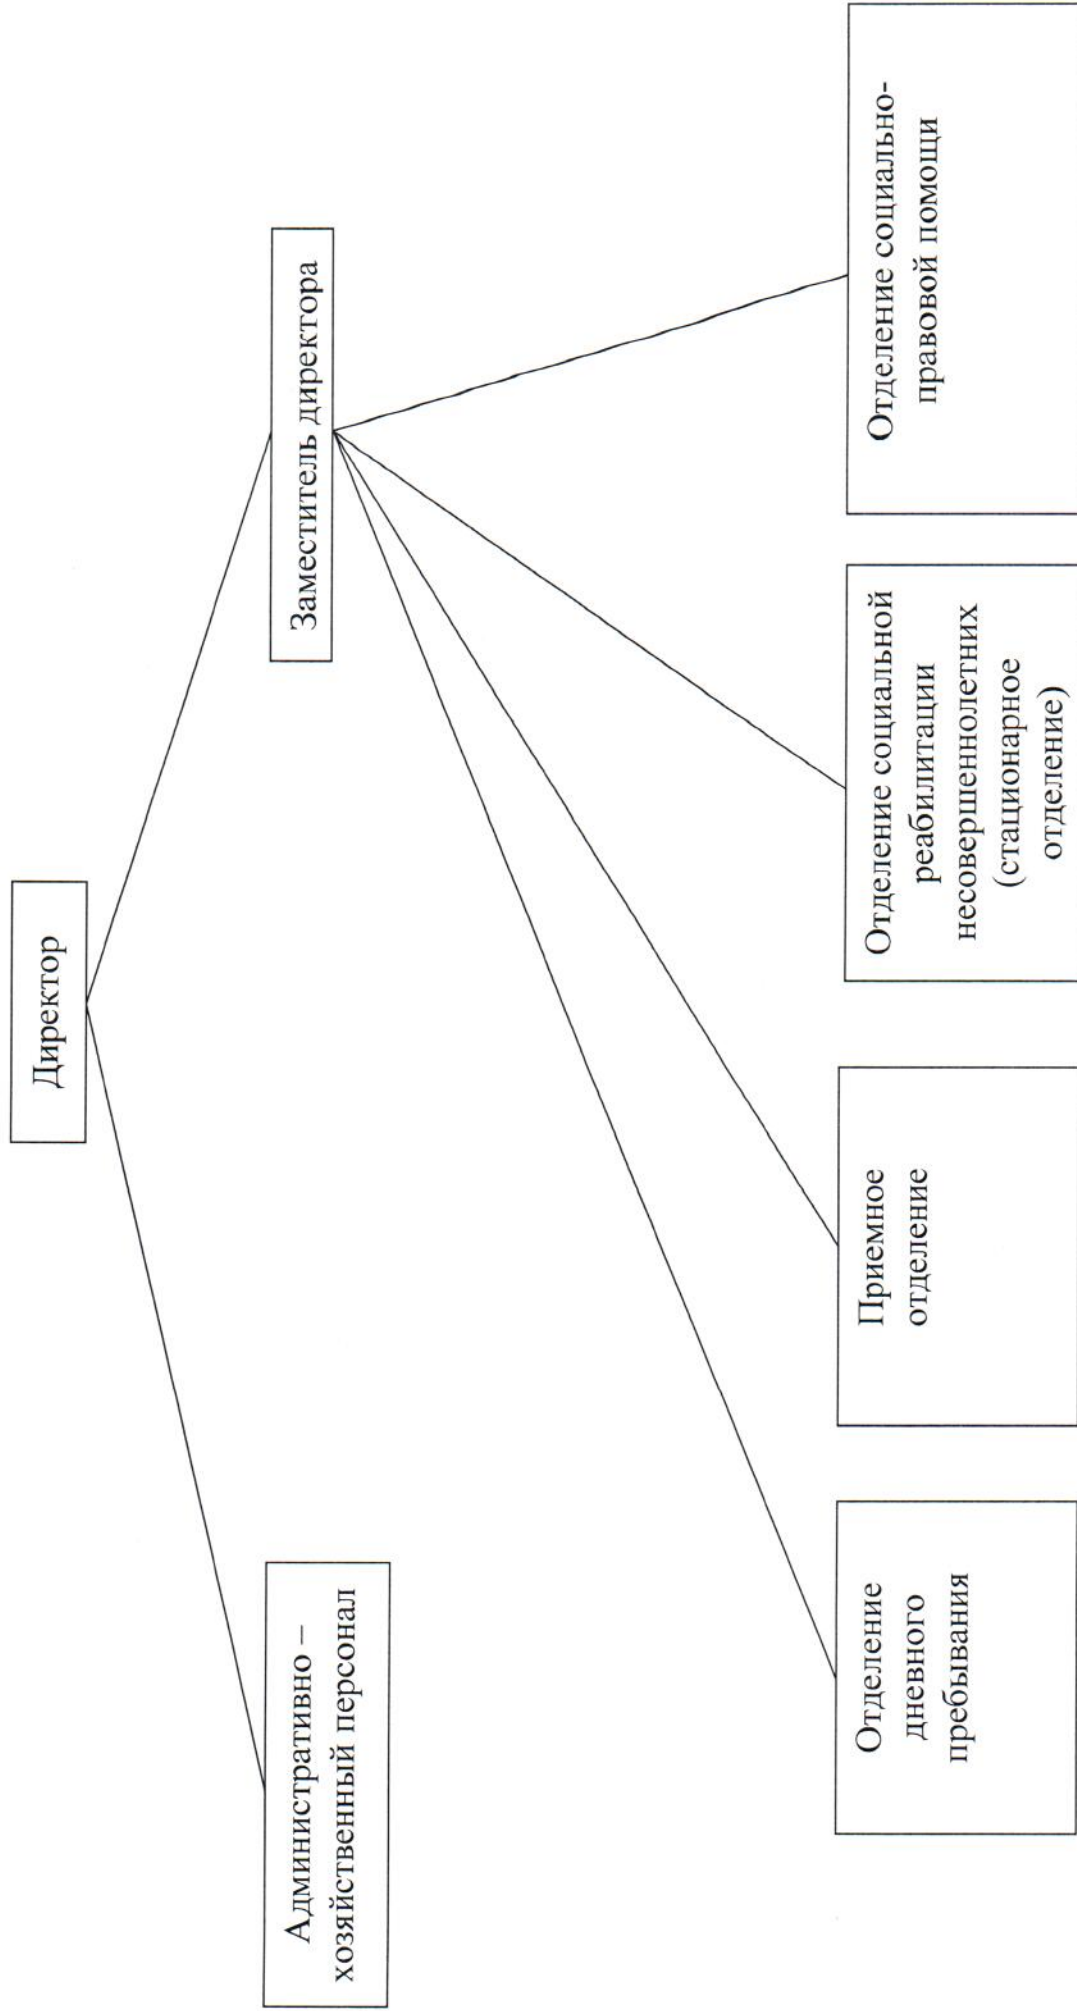 Директор
Административно –
хозяйственный персонал
Заместитель директора
Отделение
дневного
пребывания
Приемное
отделение
Отделение социальной
реабилитации
несовершеннолетних
(стационарное
отделение)
Отделение социально-
правовой помощи